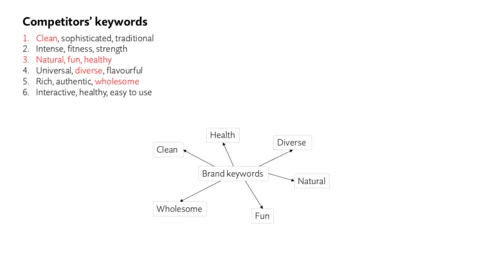 Competitors’ keywords
1. Clean, sophisticated, traditional
2. Intense, fitness, strength
3. Natural, fun, healthy
4. Universal, diverse, flavourful
5. Rich, authentic, wholesome
6. Interactive, healthy, easy to use
Health
Diverse
Clean
Brand keywords
Natural
Wholesome
Fun